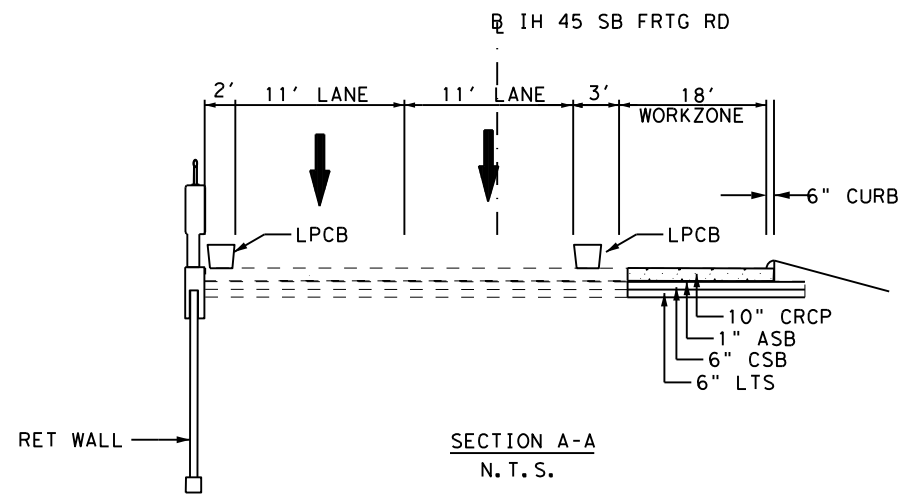 ℄ IH 45 SB FRTG RD
2' 11' LANE 11' LANE 3' 18'
WORKZONE
6" CURB
LPCB LPCB
10" CRCP
1" ASB
6" CSB
6" LTS
RET WALL
SECTION A-A
N.T.S.